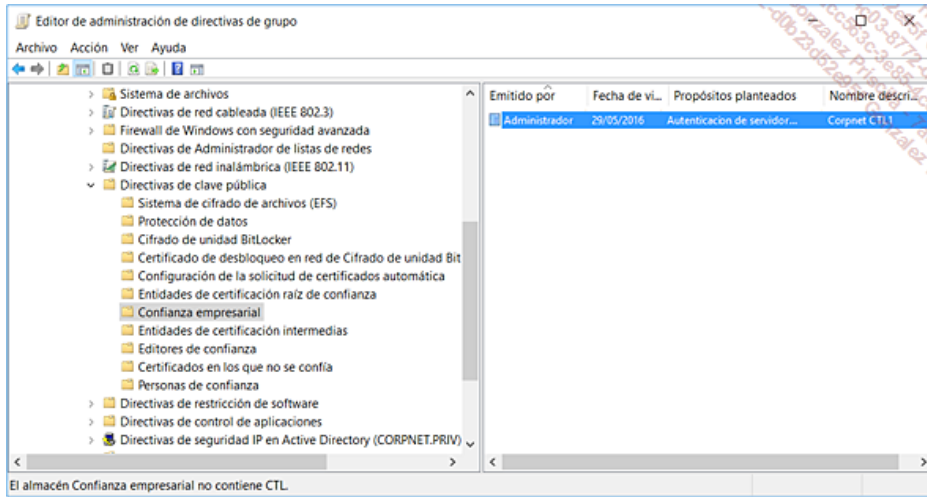 Editor de administración de directivas de grupo
Archivo Acción Ver Ayuda
Sistema de archivos
Directivas de red cableada (IEEE 802.3)
Firewall de Windows con seguridad avanzada
Directivas de Administrador de listas de redes
Directivas de red inalámbrica (IEEE 802.11)
Directivas de clave pública
Sistema de cifrado de archivos (EFS)
Protección de datos
Cifrado de unidad BitLocker
Certificado de desbloqueo en red de Cifrado de unidad Bit
Configuración de la solicitud de certificados automática
Entidades de certificación raíz de confianza
Confianza empresarial
Entidades de certificación intermedias
Editores de confianza
Certificados en los que no se confía
Personas de confianza
Directivas de restricción de software
Directivas de control de aplicaciones
Directivas de seguridad IP en Active Directory (CORPNET.PRIV)
Emitido por Fecha de vi... Propósitos planteados Nombre descri...
Administrador 29/05/2016 Autenticacion de servidor... Corpnet CTL1
El almacén Confianza empresarial no contiene CTL.